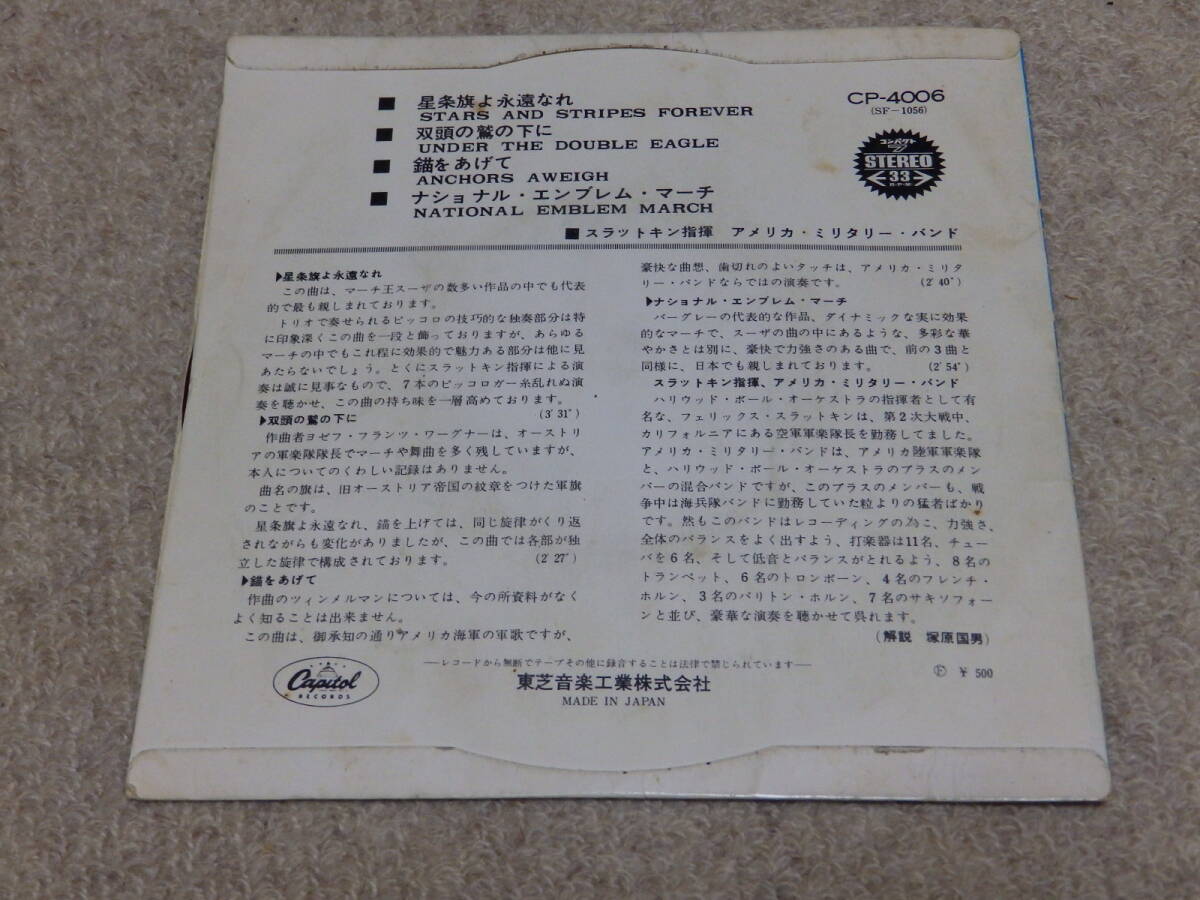 ■ 星条旗よ永遠なれ
STARS AND STRIPES FOREVER
■ 双頭の鷲の下に
UNDER THE DOUBLE EAGLE
■ 錨をあげて
ANCHORS AWEIGH
■ ナショナル・エンブレム・マーチ
NATIONAL EMBLEM MARCH
■ スラットキン指揮 アメリカ・ミリタリー・バンド
CP-4006
(SF-1056)
コンパクト
STEREO
33
R・P・M
▶星条旗よ永遠なれ
この曲は、マーチ王スーザの数多い作品の中でも代表
的で最も親しまれております。
トリオで奏せられるピッコロの技巧的な独奏部分は特
に印象深くこの曲を一段と飾っておりますが、あらゆる
マーチの中でもこれ程に効果的で魅力ある部分は他に見
あたらないでしょう。とくにスラットキン指揮による演
奏は誠に見事なもので、7本のピッコロガー糸乱れぬ演
奏を聴かせ、この曲の持ち味を一層高めております。
(3′31″)
▶双頭の鷲の下に
作曲者ヨゼフ・フランツ・ワーグナーは、オーストリ
アの軍楽隊隊長でマーチや舞曲を多く残していますが、
本人についてのくわしい記録はありません。
曲名の旗は、旧オーストリア帝国の紋章をつけた軍旗
のことです。
星条旗よ永遠なれ、錨を上げては、同じ旋律がくり返
されながらも変化がありましたが、この曲では各部が独
立した旋律で構成されております。 (2′27″)
▶錨をあげて
作曲のツィンメルマンについては、今の所資料がなく
よく知ることは出来ません。
この曲は、御承知の通りアメリカ海軍の軍歌ですが、
豪快な曲想、歯切れのよいタッチは、アメリカ・ミリタ
リー・バンドならではの演奏です。 (2′40″)
▶ナショナル・エンブレム・マーチ
バーグレーの代表的な作品、ダイナミックな実に効果
的なマーチで、スーザの曲の中にあるような、多彩な華
やかさとは別に、豪快で力強さのある曲で、前の3曲と
同様に、日本でも親しまれております。 (2′54″)
スラットキン指揮、アメリカ・ミリタリー・バンド
ハリウッド・ボール・オーケストラの指揮者として有
名な、フェリックス・スラットキンは、第2次大戦中、
カリフォルニアにある空軍軍楽隊長を勤務してました。
アメリカ・ミリタリー・バンドは、アメリカ陸軍軍楽隊
と、ハリウッド・ボール・オーケストラのブラスのメン
バーの混合バンドですが、このブラスのメンバーも、戦
争中は海兵隊バンドに勤務していた粒よりの猛者ばかり
です。然もこのバンドはレコーディングの為に、力強さ、
全体のバランスをよく出すよう、打楽器は11名、チュー
バを6名、そして低音とバランスがとれるよう、8名の
トランペット、6名のトロンボーン、4名のフレンチ・
ホルン、3名のバリトン・ホルン、7名のサキソフォー
ンと並び、豪華な演奏を聴かせて呉れます。
(解説 塚原国男)
Capitol
RECORDS
―レコードから無断でテープその他に録音することは法律で禁じられています―
東芝音楽工業株式会社
MADE IN JAPAN
Ⓕ ¥ 500